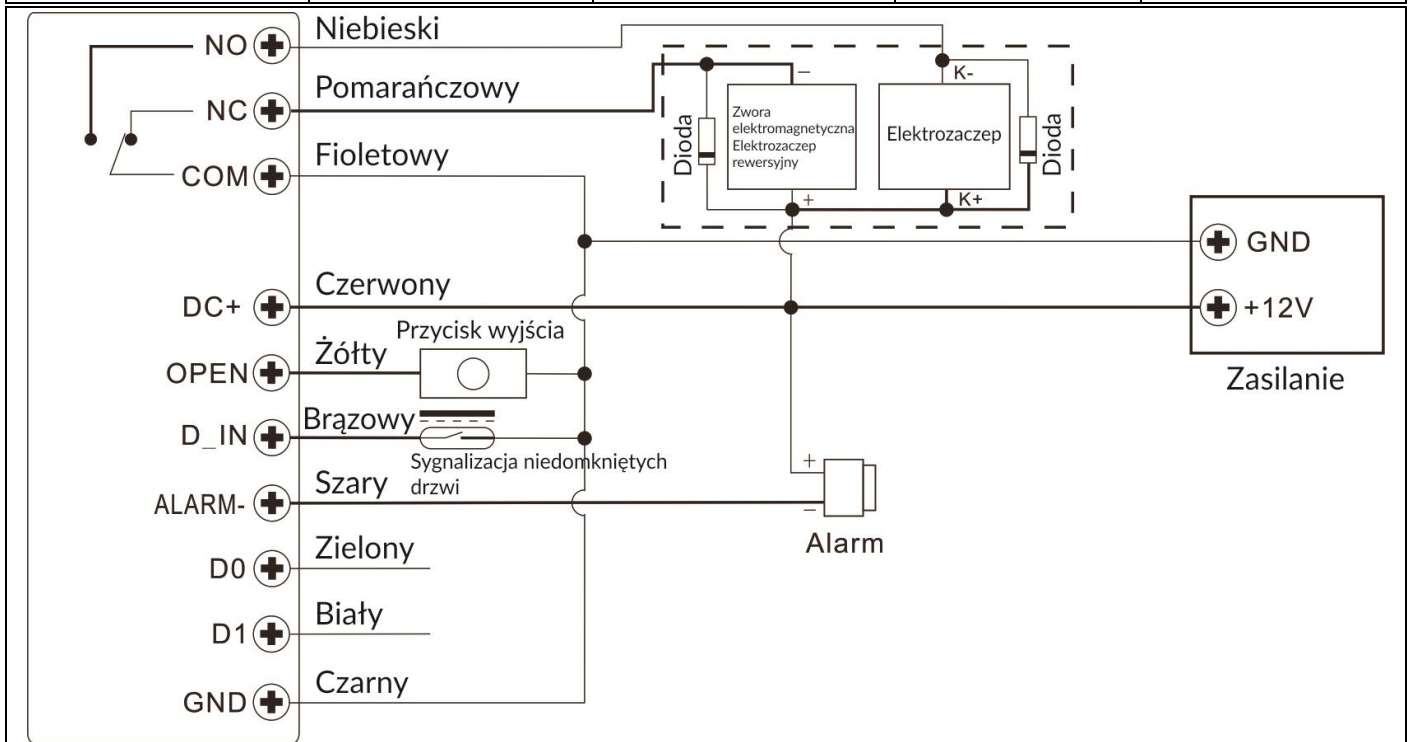 NO
Niebieski
NC
Pomarańczowy
COM
Fioletowy
Dioda
–
Zwora
elektromagnetyczna
Elektrozaczep
rewersyjny
+
K-
Elektrozaczep
K+
Dioda
GND
+12V
Zasilanie
DC+
Czerwony
Przycisk wyjścia
OPEN
Żółty
D_IN
Brązowy
Sygnalizacja niedomkniętych
drzwi
ALARM-
Szary
+
–
Alarm
D0
Zielony
D1
Biały
GND
Czarny